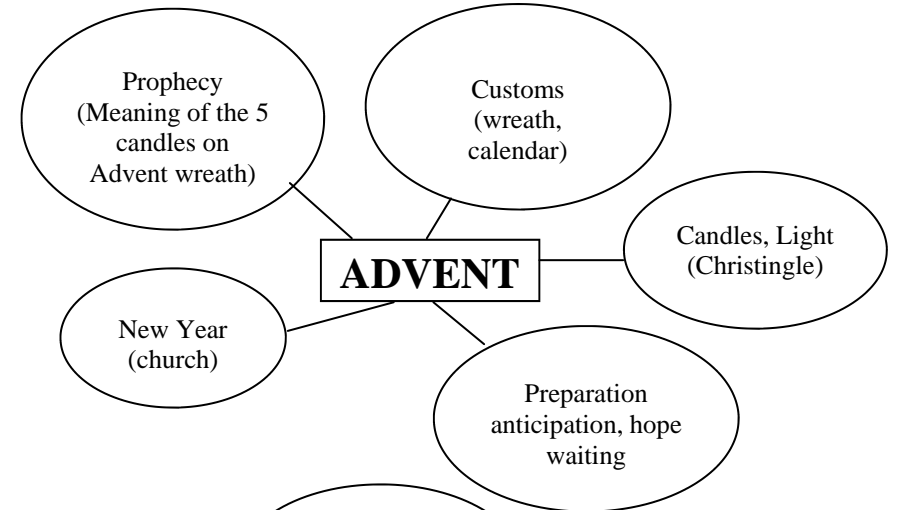 Prophecy
(Meaning of the 5
candles on
Advent wreath)
Customs
(wreath,
calendar)
Candles, Light
(Christingle)
ADVENT
New Year
(church)
Preparation
anticipation, hope
waiting